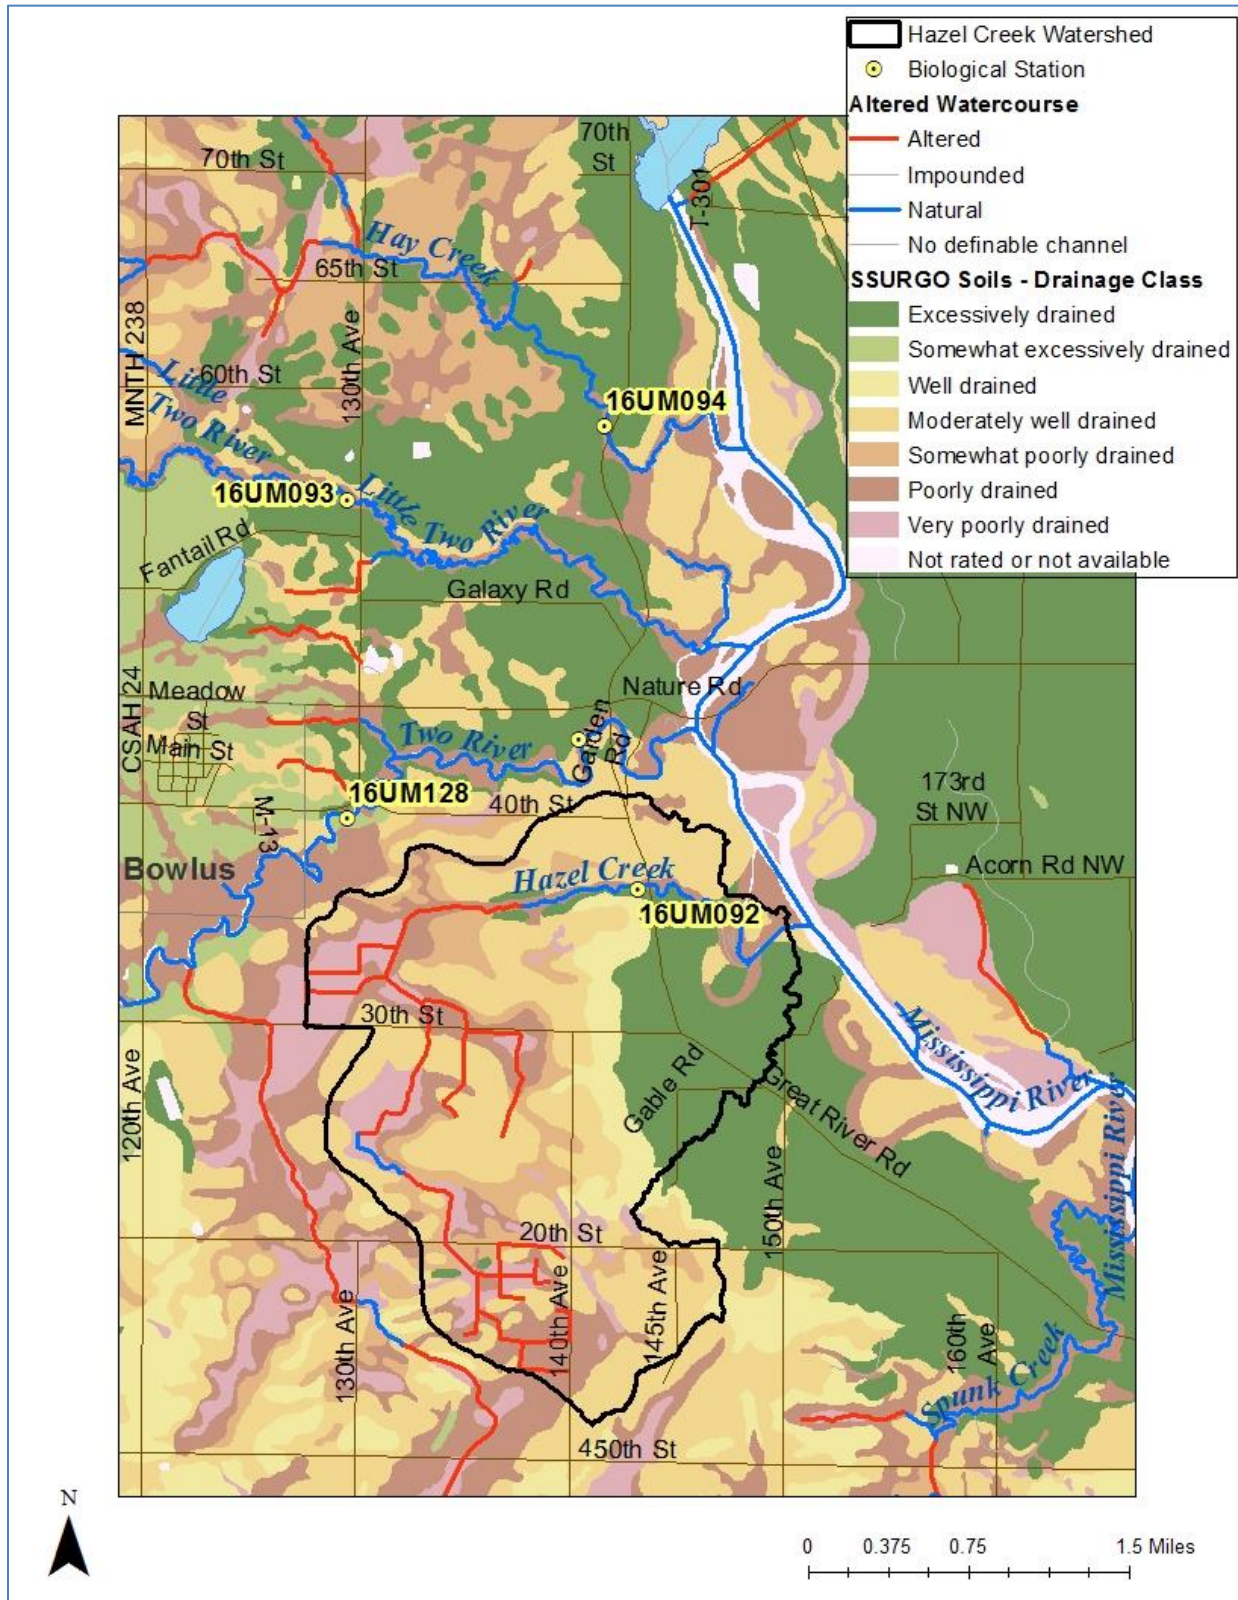 Hazel Creek Watershed
Biological Station
Altered Watercourse
Altered
Impounded
Natural
No definable channel
SSURGO Soils - Drainage Class
Excessively drained
Somewhat excessively drained
Well drained
Moderately well drained
Somewhat poorly drained
Poorly drained
Very poorly drained
Not rated or not available
70th St
70th
St
T-301
Hay Creek
65th St
MNTH 238
130th Ave
60th St
Little
Two River
16UM094
16UM093
Little
Two River
Fantail Rd
Galaxy Rd
CSAH 24
Meadow
St
Main St
Nature Rd
Two River
Galden
Rd
16UM128
40th St
M-13
173rd
St NW
Acorn Rd NW
Bowlus
Hazel Creek
16UM092
30th St
Mississippi River
120th Ave
Gable Rd
Great River Rd
Mississippi River
150th Ave
20th St
130th Ave
140th Ave
145th Ave
160th
Ave
Spunk Creek
450th St
N
0 0.375 0.75 1.5 Miles